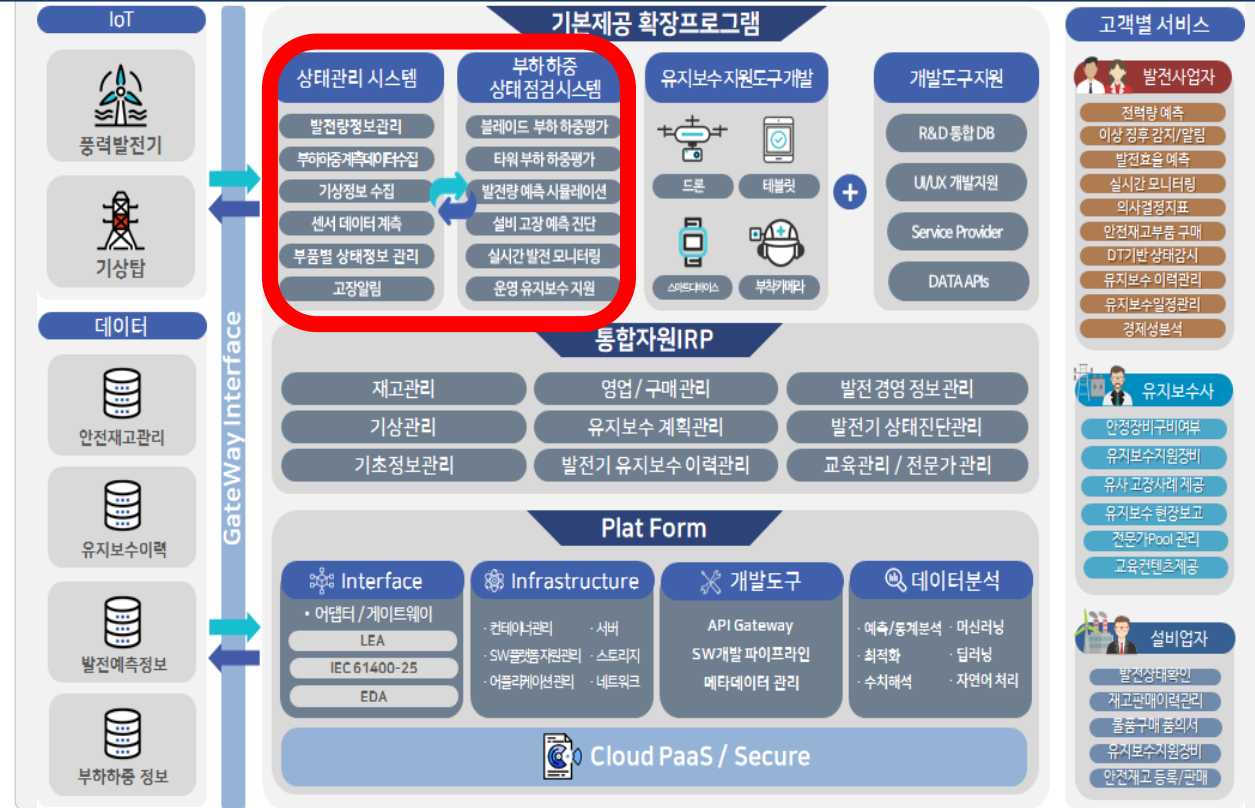 IoT
풍력발전기
기상탑
데이터
안전재고관리
유지보수이력
발전예측정보
부하하중 정보
GateWay Interface
기본제공 확장프로그램
상태관리 시스템
발전량정보관리
부하하중계측데이터수집
기상정보 수집
센서 데이터 계측
부품별 상태정보 관리
고장알림
부하 하중
상태 점검시스템
블레이드 부하 하중평가
타워 부하 하중평가
발전량 예측 시뮬레이션
설비 고장 예측 진단
실시간 발전 모니터링
운영 유지보수 지원
유지보수 지원도구 개발
드론
테블릿
스마트디바이스
부착카메라
개발도구지원
R&D 통합 DB
UI/UX 개발지원
Service Provider
DATA APIs
통합자원IRP
재고관리
영업 / 구매 관리
발전 경영 정보 관리
기상관리
유지보수 계획관리
발전기 상태진단관리
기초정보관리
발전기 유지보수 이력관리
교육관리 / 전문가 관리
Plat Form
Interface
• 어댑터 / 게이트웨이
LEA
IEC 61400-25
EDA
Infrastructure
· 컨테이너관리 · 서버
· SW플랫폼 자원관리 · 스토리지
· 어플리케이션 관리 · 네트워크
개발도구
API Gateway
SW개발 파이프라인
메타데이터 관리
데이터분석
· 예측/통계분석 · 머신러닝
· 최적화 · 딥러닝
· 수치해석 · 자연어 처리
Cloud PaaS / Secure
고객별 서비스
발전사업자
전력량 예측
이상 징후 감지/알림
발전효율 예측
실시간 모니터링
의사결정지표
안전재고부품 구매
DT기반 상태감시
유지보수 이력관리
유지보수일정관리
경제성분석
유지보수사
안정장비구비여부
유지보수지원장비
유사 고장사례 제공
유지보수 현장보고
전문가Pool 관리
교육컨텐츠제공
설비업자
발전상태확인
재고판매이력관리
물품구매 품의서
유지보수지원장비
안전재고 등록/판매